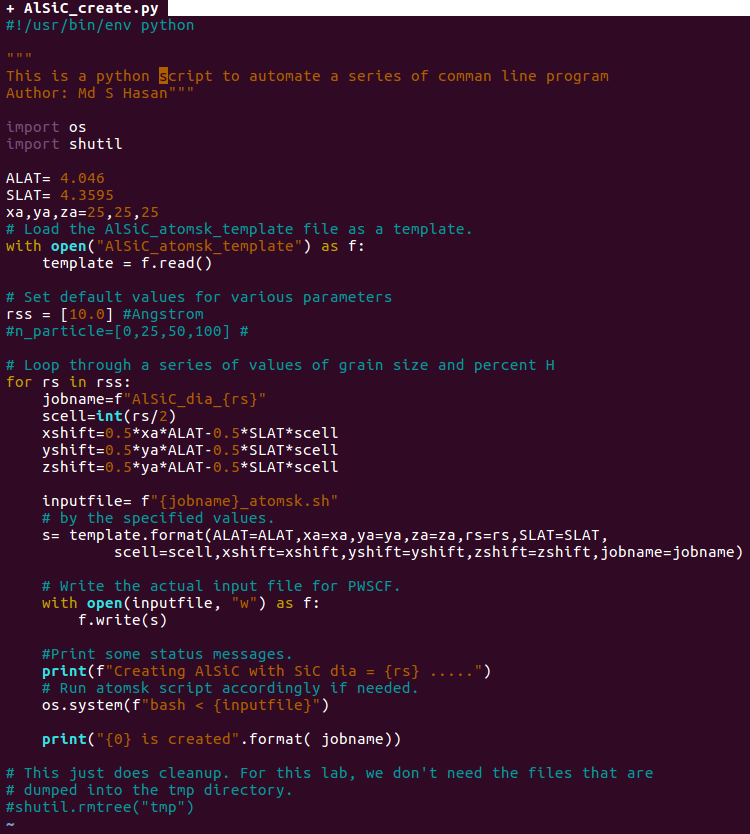 + AlSiC_create.py
#!/usr/bin/env python

"""
This is a python script to automate a series of comman line program
Author: Md S Hasan"""

import os
import shutil

ALAT= 4.046
SLAT= 4.3595
xa,ya,za=25,25,25
# Load the AlSiC_atomsk_template file as a template.
with open("AlSiC_atomsk_template") as f:
    template = f.read()

# Set default values for various parameters
rss = [10.0] #Angstrom
#n_particle=[0,25,50,100] #

# Loop through a series of values of grain size and percent H
for rs in rss:
    jobname=f"AlSiC_dia_{rs}"
    scell=int(rs/2)
    xshift=0.5*xa*ALAT-0.5*SLAT*scell
    yshift=0.5*ya*ALAT-0.5*SLAT*scell
    zshift=0.5*ya*ALAT-0.5*SLAT*scell

    inputfile= f"{jobname}_atomsk.sh"
    # by the specified values.
    s= template.format(ALAT=ALAT,xa=xa,ya=ya,za=za,rs=rs,SLAT=SLAT,
            scell=scell,xshift=xshift,yshift=yshift,zshift=zshift,jobname=jobname)

    # Write the actual input file for PWSCF.
    with open(inputfile, "w") as f:
        f.write(s)

    #Print some status messages.
    print(f"Creating AlSiC with SiC dia = {rs} .....")
    # Run atomsk script accordingly if needed.
    os.system(f"bash < {inputfile}")

    print("{0} is created".format( jobname))

# This just does cleanup. For this lab, we don't need the files that are
# dumped into the tmp directory.
#shutil.rmtree("tmp")
~